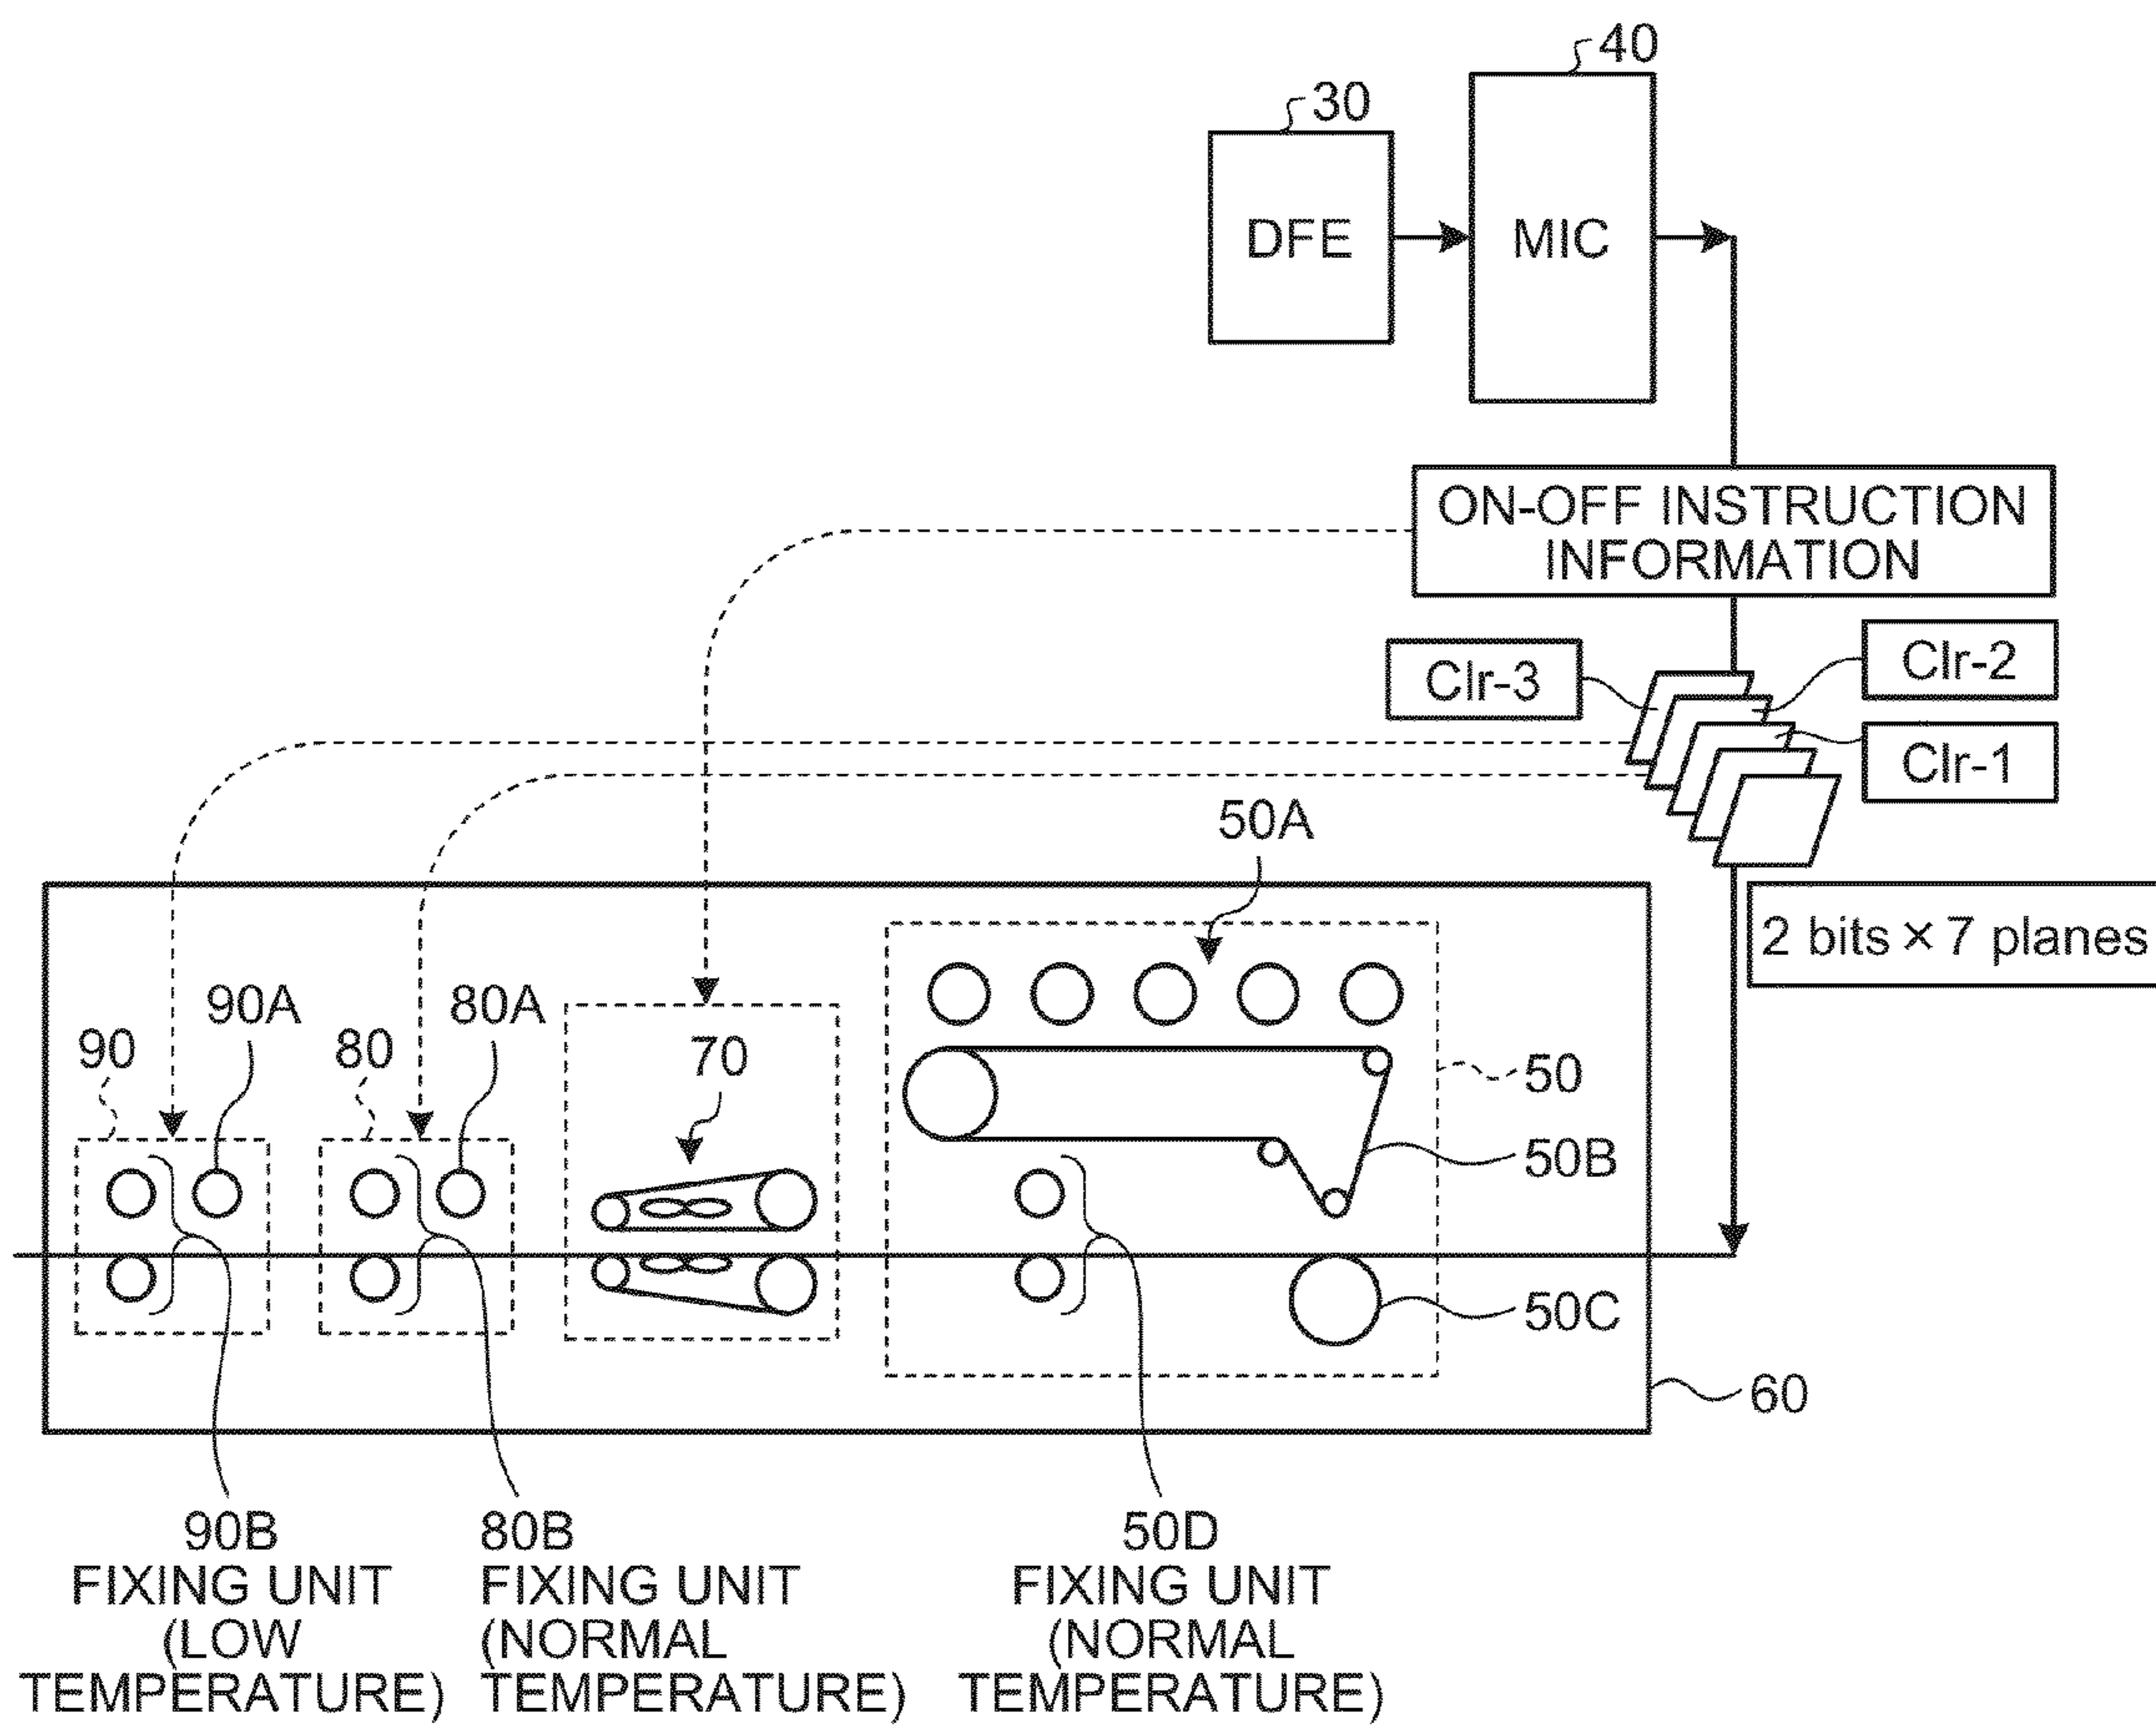 40
30
DFE
MIC
ON-OFF INSTRUCTION
INFORMATION
Clr-3
Clr-2
Clr-1
50A
2 bits × 7 planes
90
90A
80
80A
70
50
50B
50C
60
90B
FIXING UNIT
(LOW
TEMPERATURE)
80B
FIXING UNIT
(NORMAL
TEMPERATURE)
50D
FIXING UNIT
(NORMAL
TEMPERATURE)